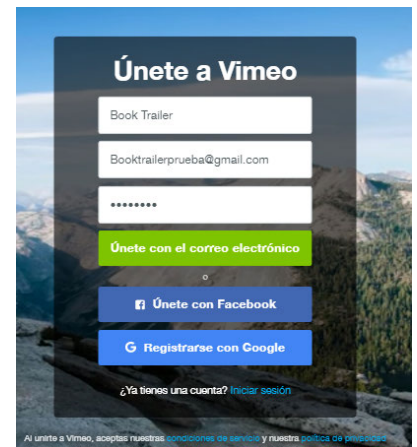 Únete a Vimeo
Book Trailer
Booktrailerprueba@gmail.com
••••••••
Únete con el correo electrónico
o
Únete con Facebook
G Registrarse con Google
¿Ya tienes una cuenta? Iniciar sesión
Al unirte a Vimeo, aceptas nuestras condiciones de servicio y nuestra política de privacidad